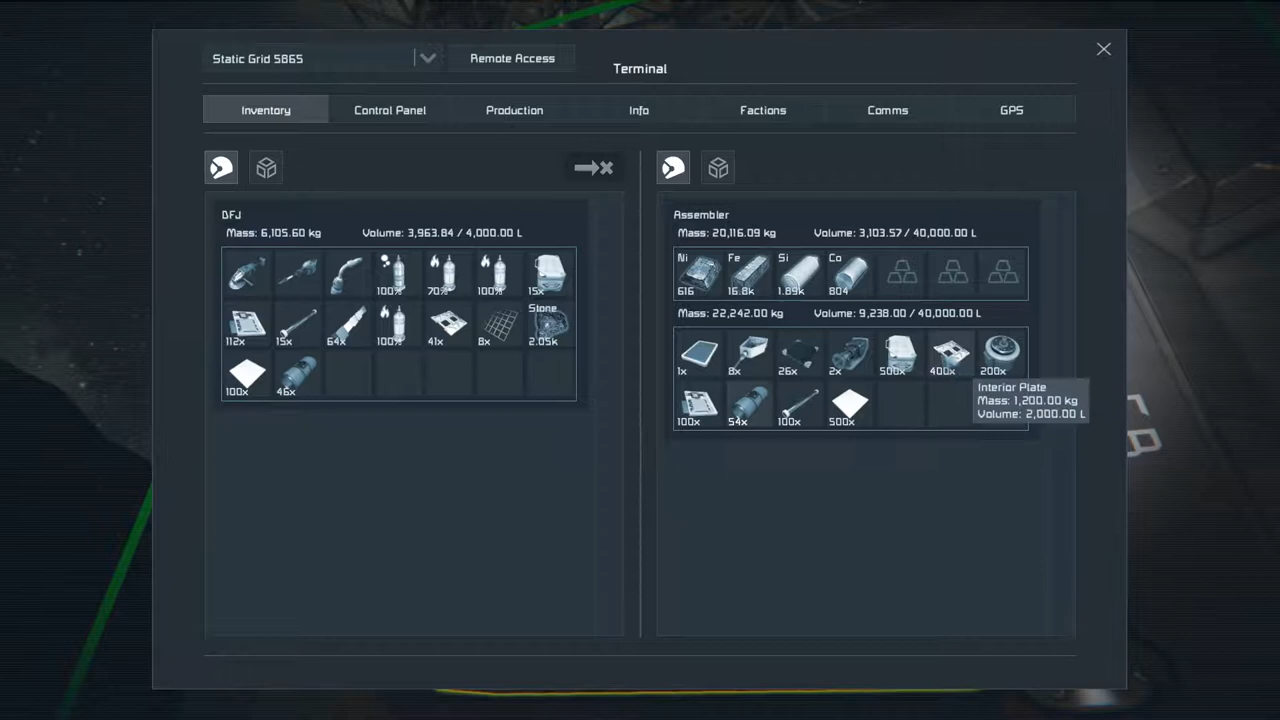 Static Grid 5865
Remote Access
Terminal
Inventory
Control Panel
Production
Info
Factions
Comms
GPS
BFJ
Mass: 6,105.60 kg
Volume: 3,963.84 / 4,000.00 L
100%
70%
100%
15x
112x
15x
64x
100%
41x
8x
Stone
2.05k
100x
46x
Assembler
Mass: 20,116.09 kg
Volume: 3,103.57 / 40,000.00 L
Ni
616
Fe
16.8k
Si
1.89k
Co
804
Mass: 22,242.00 kg
Volume: 9,238.00 / 40,000.00 L
1x
8x
26x
2x
500x
400x
200x
100x
54x
100x
500x
Interior Plate
Mass: 1,200.00 kg
Volume: 2,000.00 L